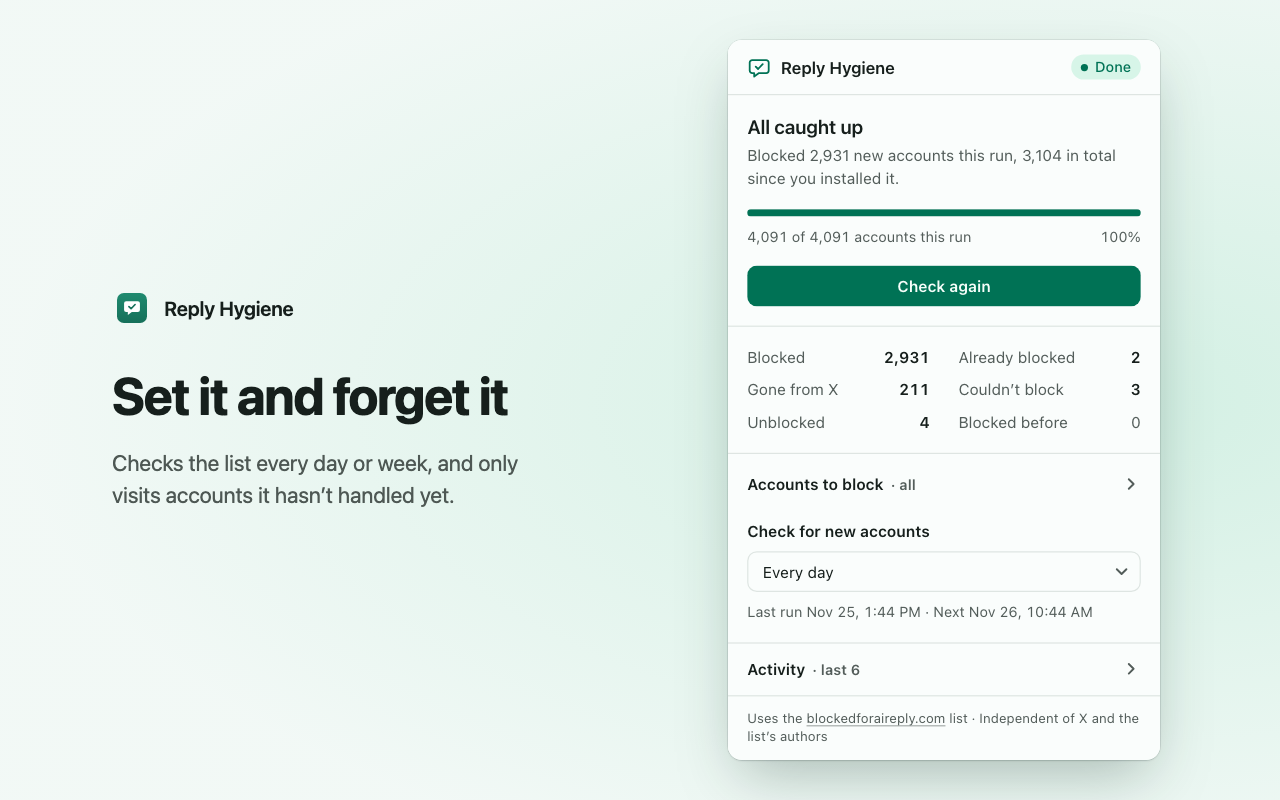 Reply Hygiene
Set it and forget it
Checks the list every day or week, and only
visits accounts it hasn’t handled yet.
Reply Hygiene
Done
All caught up
Blocked 2,931 new accounts this run, 3,104 in total
since you installed it.
4,091 of 4,091 accounts this run 100%
Check again
Blocked 2,931 Already blocked 2
Gone from X 211 Couldn’t block 3
Unblocked 4 Blocked before 0
Accounts to block · all
Check for new accounts
Every day
Last run Nov 25, 1:44 PM · Next Nov 26, 10:44 AM
Activity · last 6
Uses the blockedforaireply.com list · Independent of X and the
list’s authors